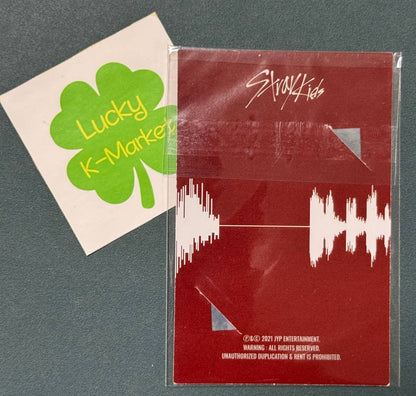 Lucky
K-Market
Stray Kids
Ⓟ&© 2021 JYP ENTERTAINMENT.
WARNING : ALL RIGHTS RESERVED.
UNAUTHORIZED DUPLICATION & RENT IS PROHIBITED.